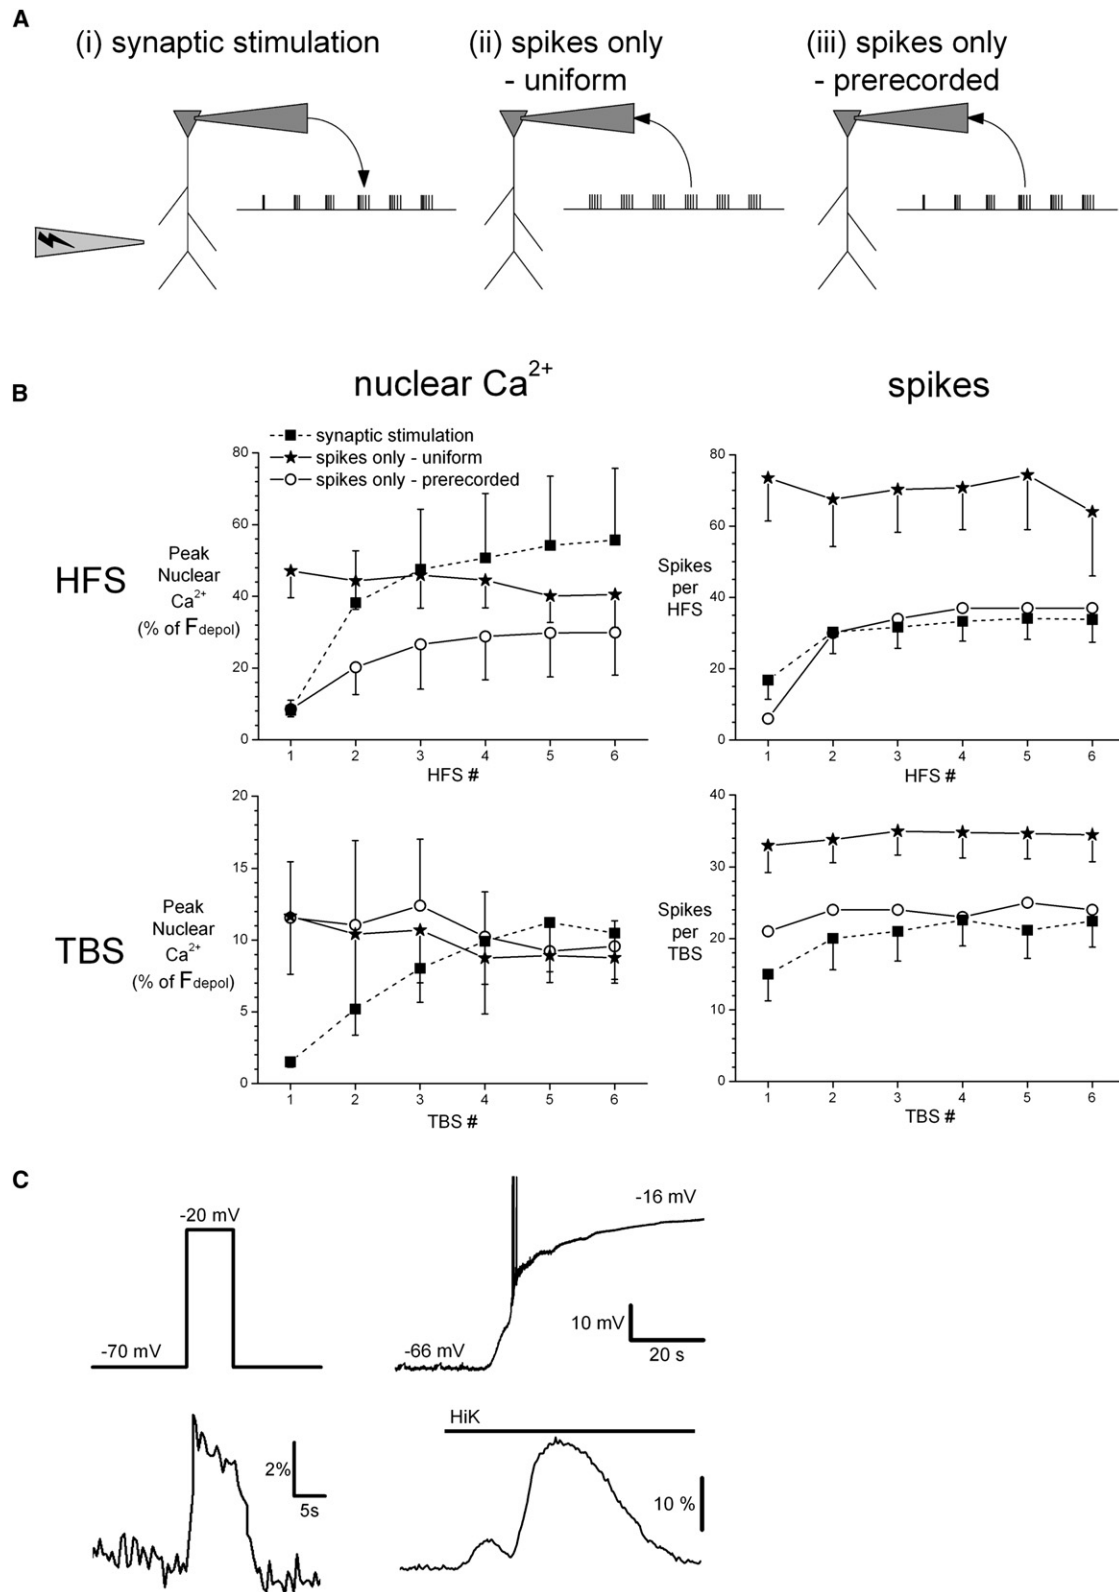 A
(i) synaptic stimulation
(ii) spikes only
- uniform
(iii) spikes only
- prerecorded
B
nuclear Ca2+
spikes
HFS
Peak
Nuclear
Ca2+
(% of Fdepol)
synaptic stimulation
spikes only - uniform
spikes only - prerecorded
80
60
40
20
0
1 2 3 4 5 6
HFS #
Spikes
per
HFS
80
60
40
20
0
1 2 3 4 5 6
HFS #
TBS
Peak
Nuclear
Ca2+
(% of Fdepol)
20
15
10
5
0
1 2 3 4 5 6
TBS #
Spikes
per
TBS
40
30
20
10
0
1 2 3 4 5 6
TBS #
C
-20 mV
-70 mV
-16 mV
-66 mV
10 mV
20 s
2%
5s
HiK
10 %